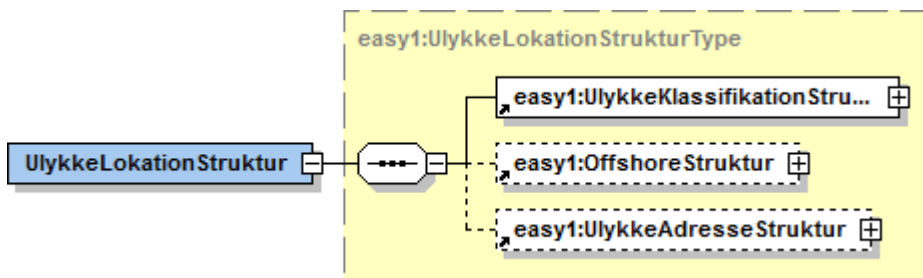 easy1:UlykkeLokationStrukturType
easy1:UlykkeKlassifikationStru...
UlykkeLokationStruktur
easy1:OffshoreStruktur
easy1:UlykkeAdresseStruktur